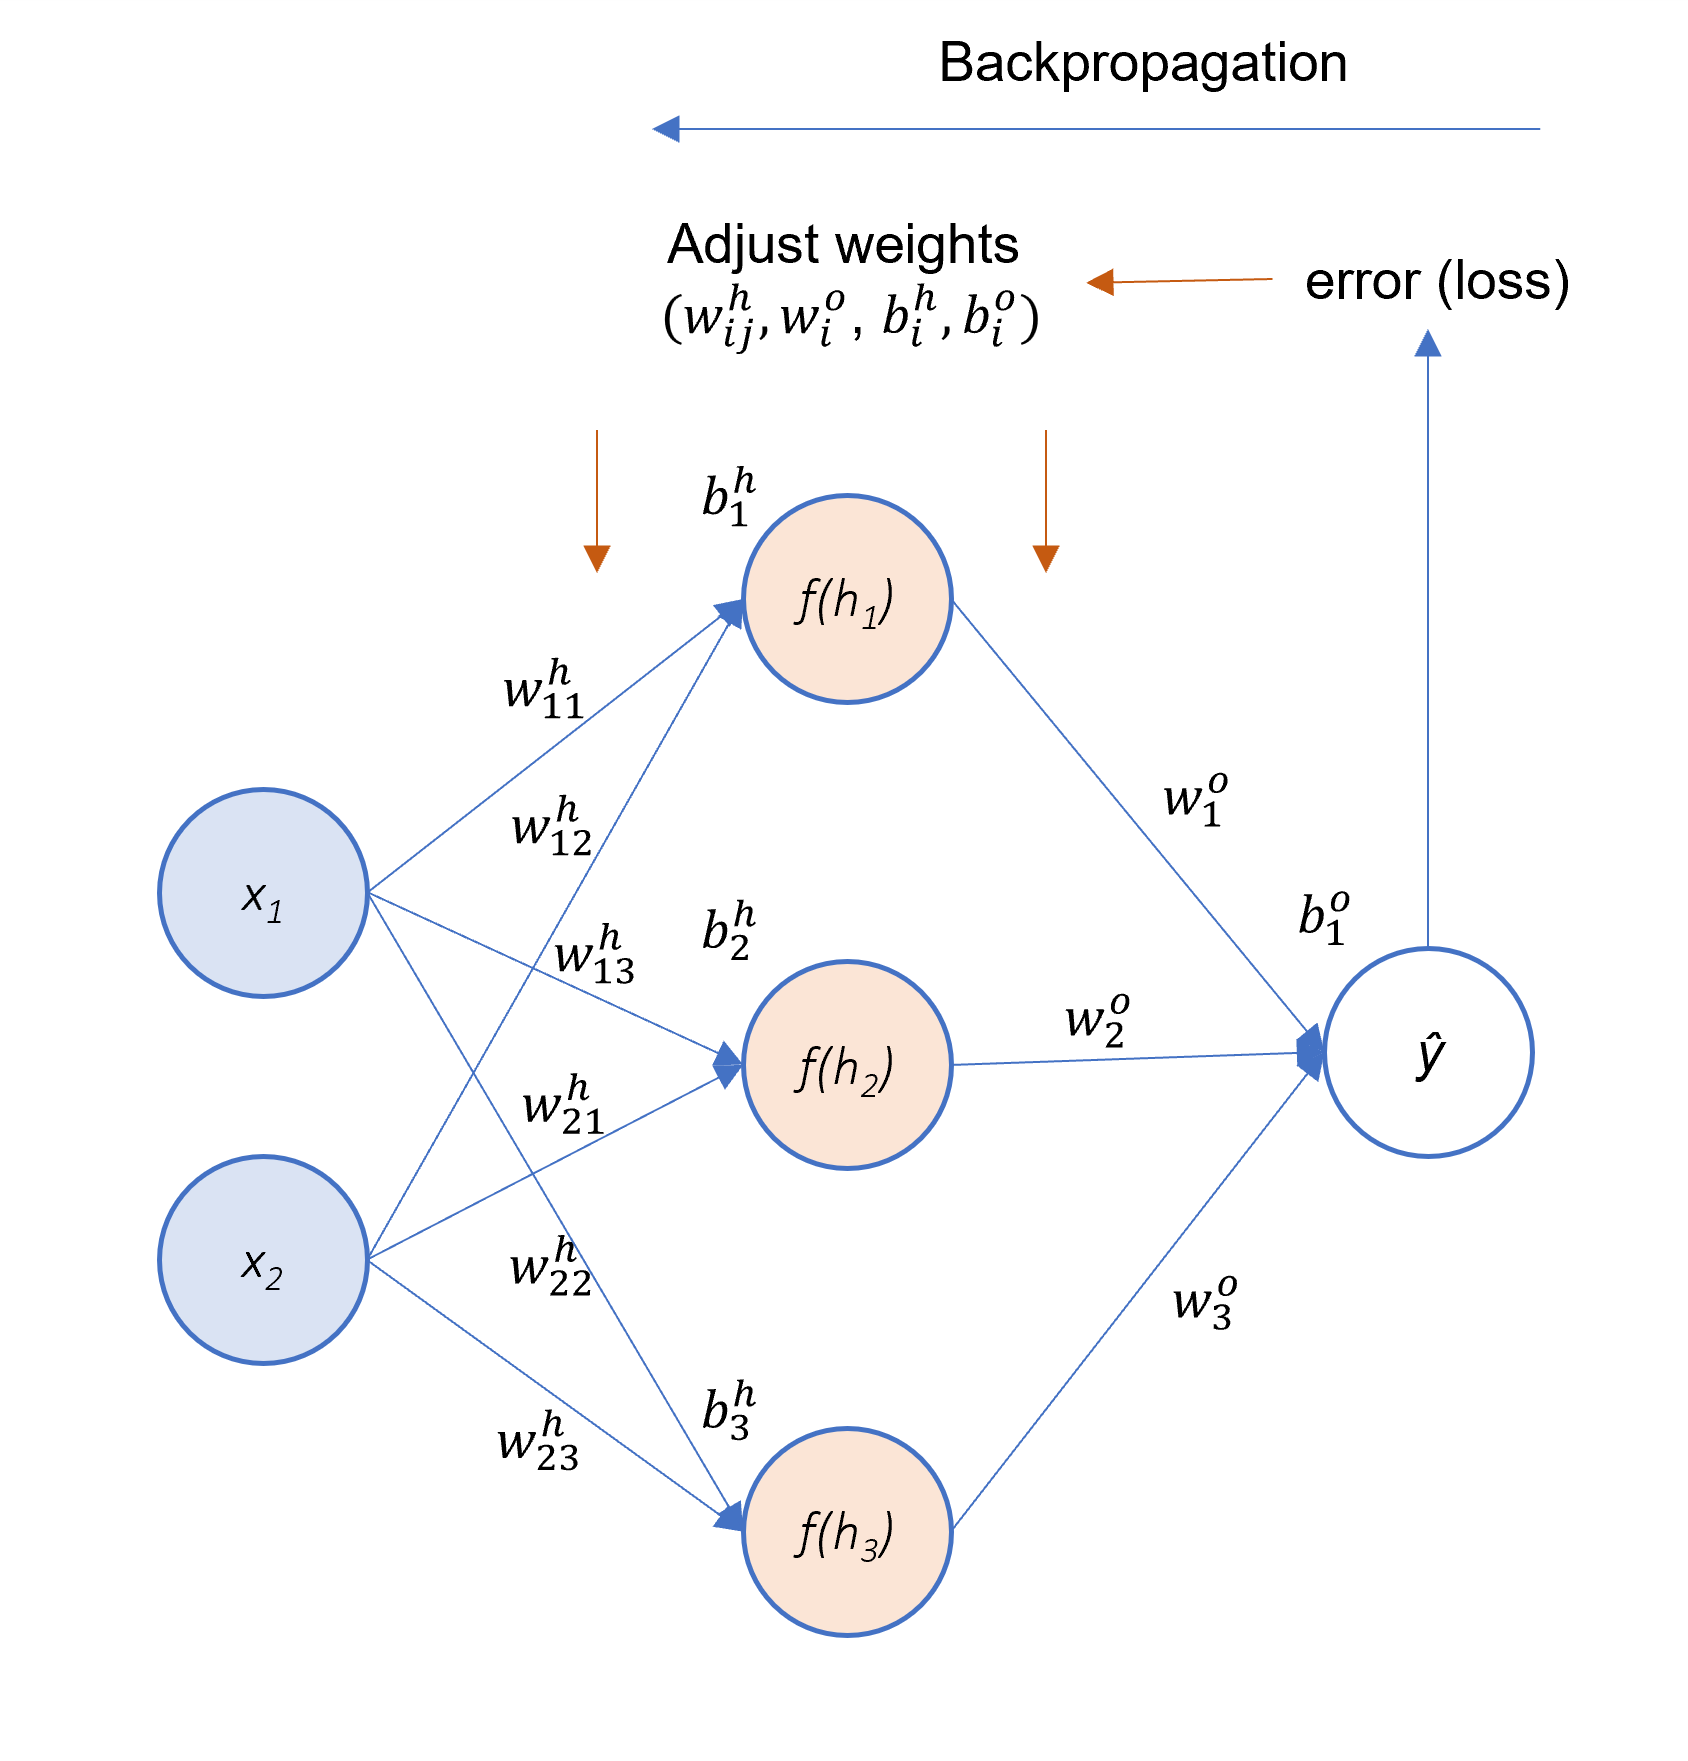 Backpropagation
Adjust weights
(w_{ij}^h, w_i^o, b_i^h, b_i^o)
error (loss)
b_1^h
f(h_1)
w_{11}^h
w_1^o
w_{12}^h
x_1
b_2^h
b_1^o
w_{13}^h
w_2^o
f(h_2)
ŷ
w_{21}^h
x_2
w_{22}^h
w_3^o
b_3^h
w_{23}^h
f(h_3)